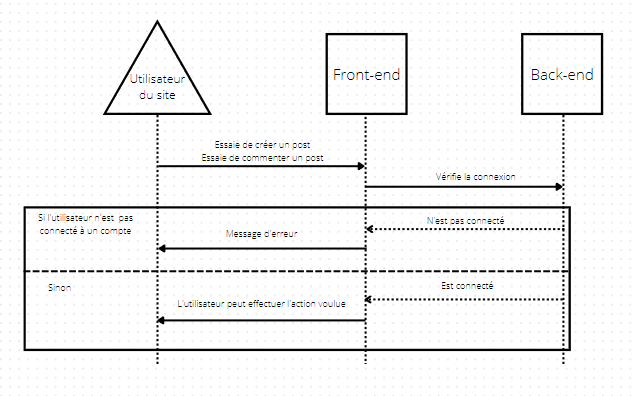 Utilisateur
du site
Front-end
Back-end
Essaie de créer un post
Essaie de commenter un post
Vérifie la connexion
Si l'utilisateur n'est pas
connecté à un compte
N'est pas connecté
Message d'erreur
Sinon
Est connecté
L'utilisateur peut effectuer l'action voulue